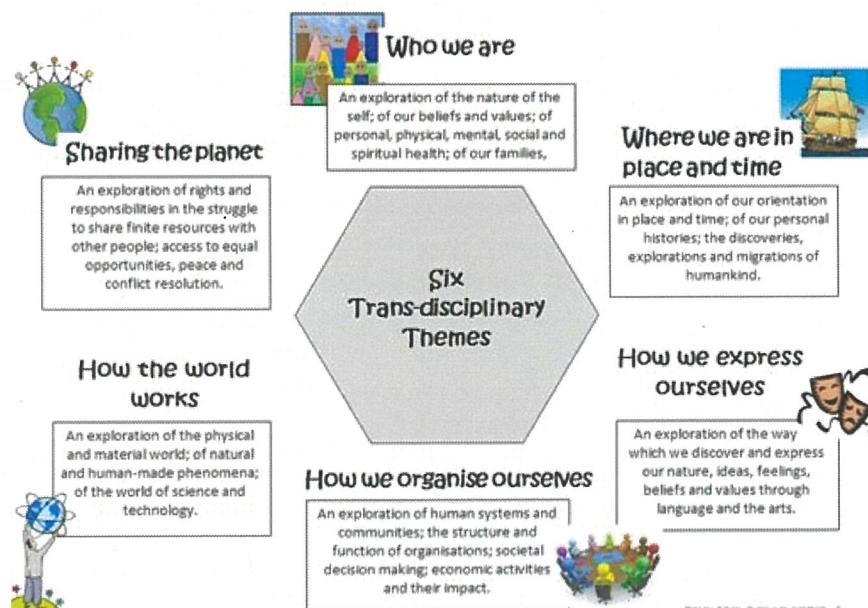 Who we are
An exploration of the nature of the
self; of our beliefs and values; of
personal, physical, mental, social and
spiritual health; of our families,
Where we are in
place and time
An exploration of our orientation
in place and time; of our personal
histories; the discoveries,
explorations and migrations of
humankind.
Sharing the planet
An exploration of rights and
responsibilities in the struggle
to share finite resources with
other people; access to equal
opportunities, peace and
conflict resolution.
Six
Trans-disciplinary
Themes
How we express
ourselves
An exploration of the way
which we discover and express
our nature, ideas, feelings,
beliefs and values through
language and the arts.
How the world
works
An exploration of the physical
and material world; of natural
and human-made phenomena;
of the world of science and
technology.
How we organise ourselves
An exploration of human systems and
communities; the structure and
function of organisations; societal
decision making; economic activities
and their impact.